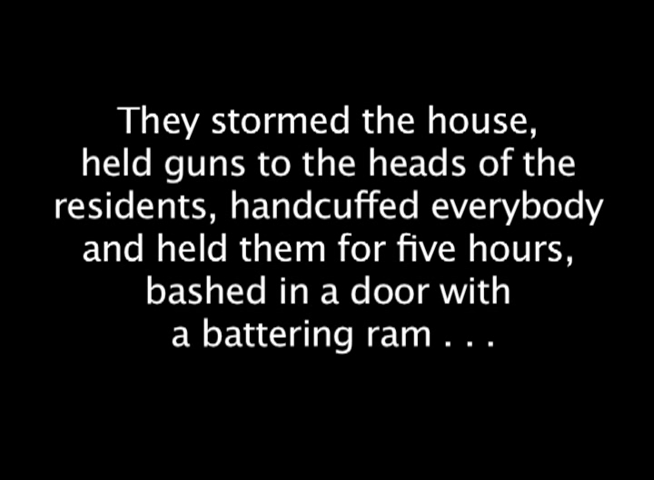 They stormed the house,
held guns to the heads of the
residents, handcuffed everybody
and held them for five hours,
bashed in a door with
a battering ram . . .